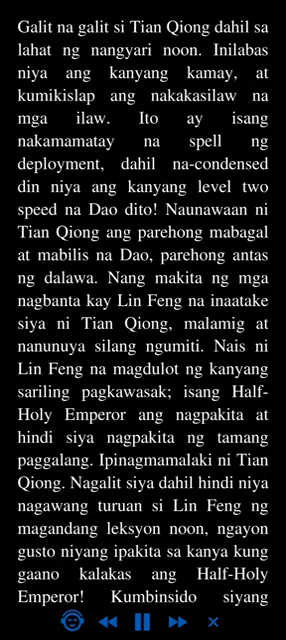 Galit na galit si Tian Qiong dahil sa
lahat ng nangyari noon. Inilabas
niya ang kanyang kamay, at
kumikislap ang nakakasilaw na
mga ilaw. Ito ay isang
nakamamatay na spell ng
deployment, dahil na-condensed
din niya ang kanyang level two
speed na Dao dito! Naunawaan ni
Tian Qiong ang parehong mabagal
at mabilis na Dao, parehong antas
ng dalawa. Nang makita ng mga
nagbanta kay Lin Feng na inaatake
siya ni Tian Qiong, malamig at
nanunuya silang ngumiti. Nais ni
Lin Feng na magdulot ng kanyang
sariling pagkawasak; isang Half-
Holy Emperor ang nagpakita at
hindi siya nagpakita ng tamang
paggalang. Ipinagmamalaki ni Tian
Qiong. Nagalit siya dahil hindi niya
nagawang turuan si Lin Feng ng
magandang leksyon noon, ngayon
gusto niyang ipakita sa kanya kung
gaano kalakas ang Half-Holy
Emperor! Kumbinsido siyang